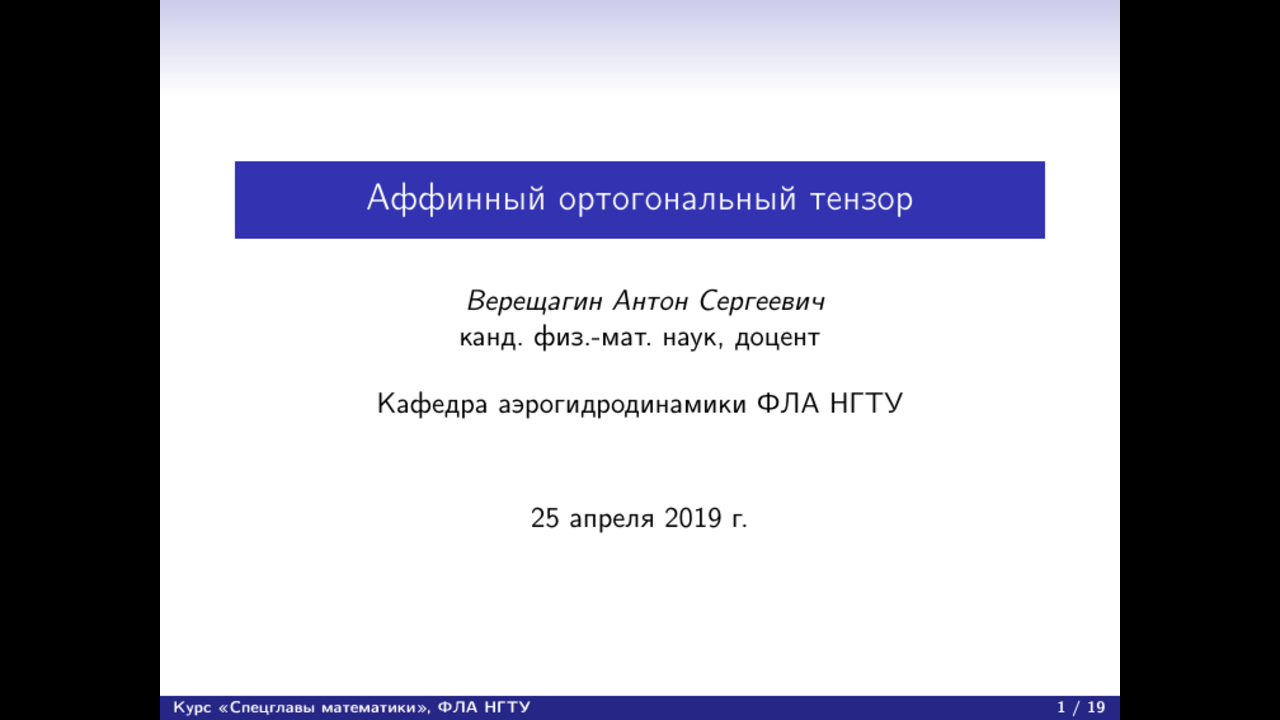 Аффинный ортогональный тензор
Верещагин Антон Сергеевич
канд. физ.-мат. наук, доцент
Кафедра аэрогидродинамики ФЛА НГТУ
25 апреля 2019 г.
Курс «Спецглавы математики», ФЛА НГТУ
1 / 19